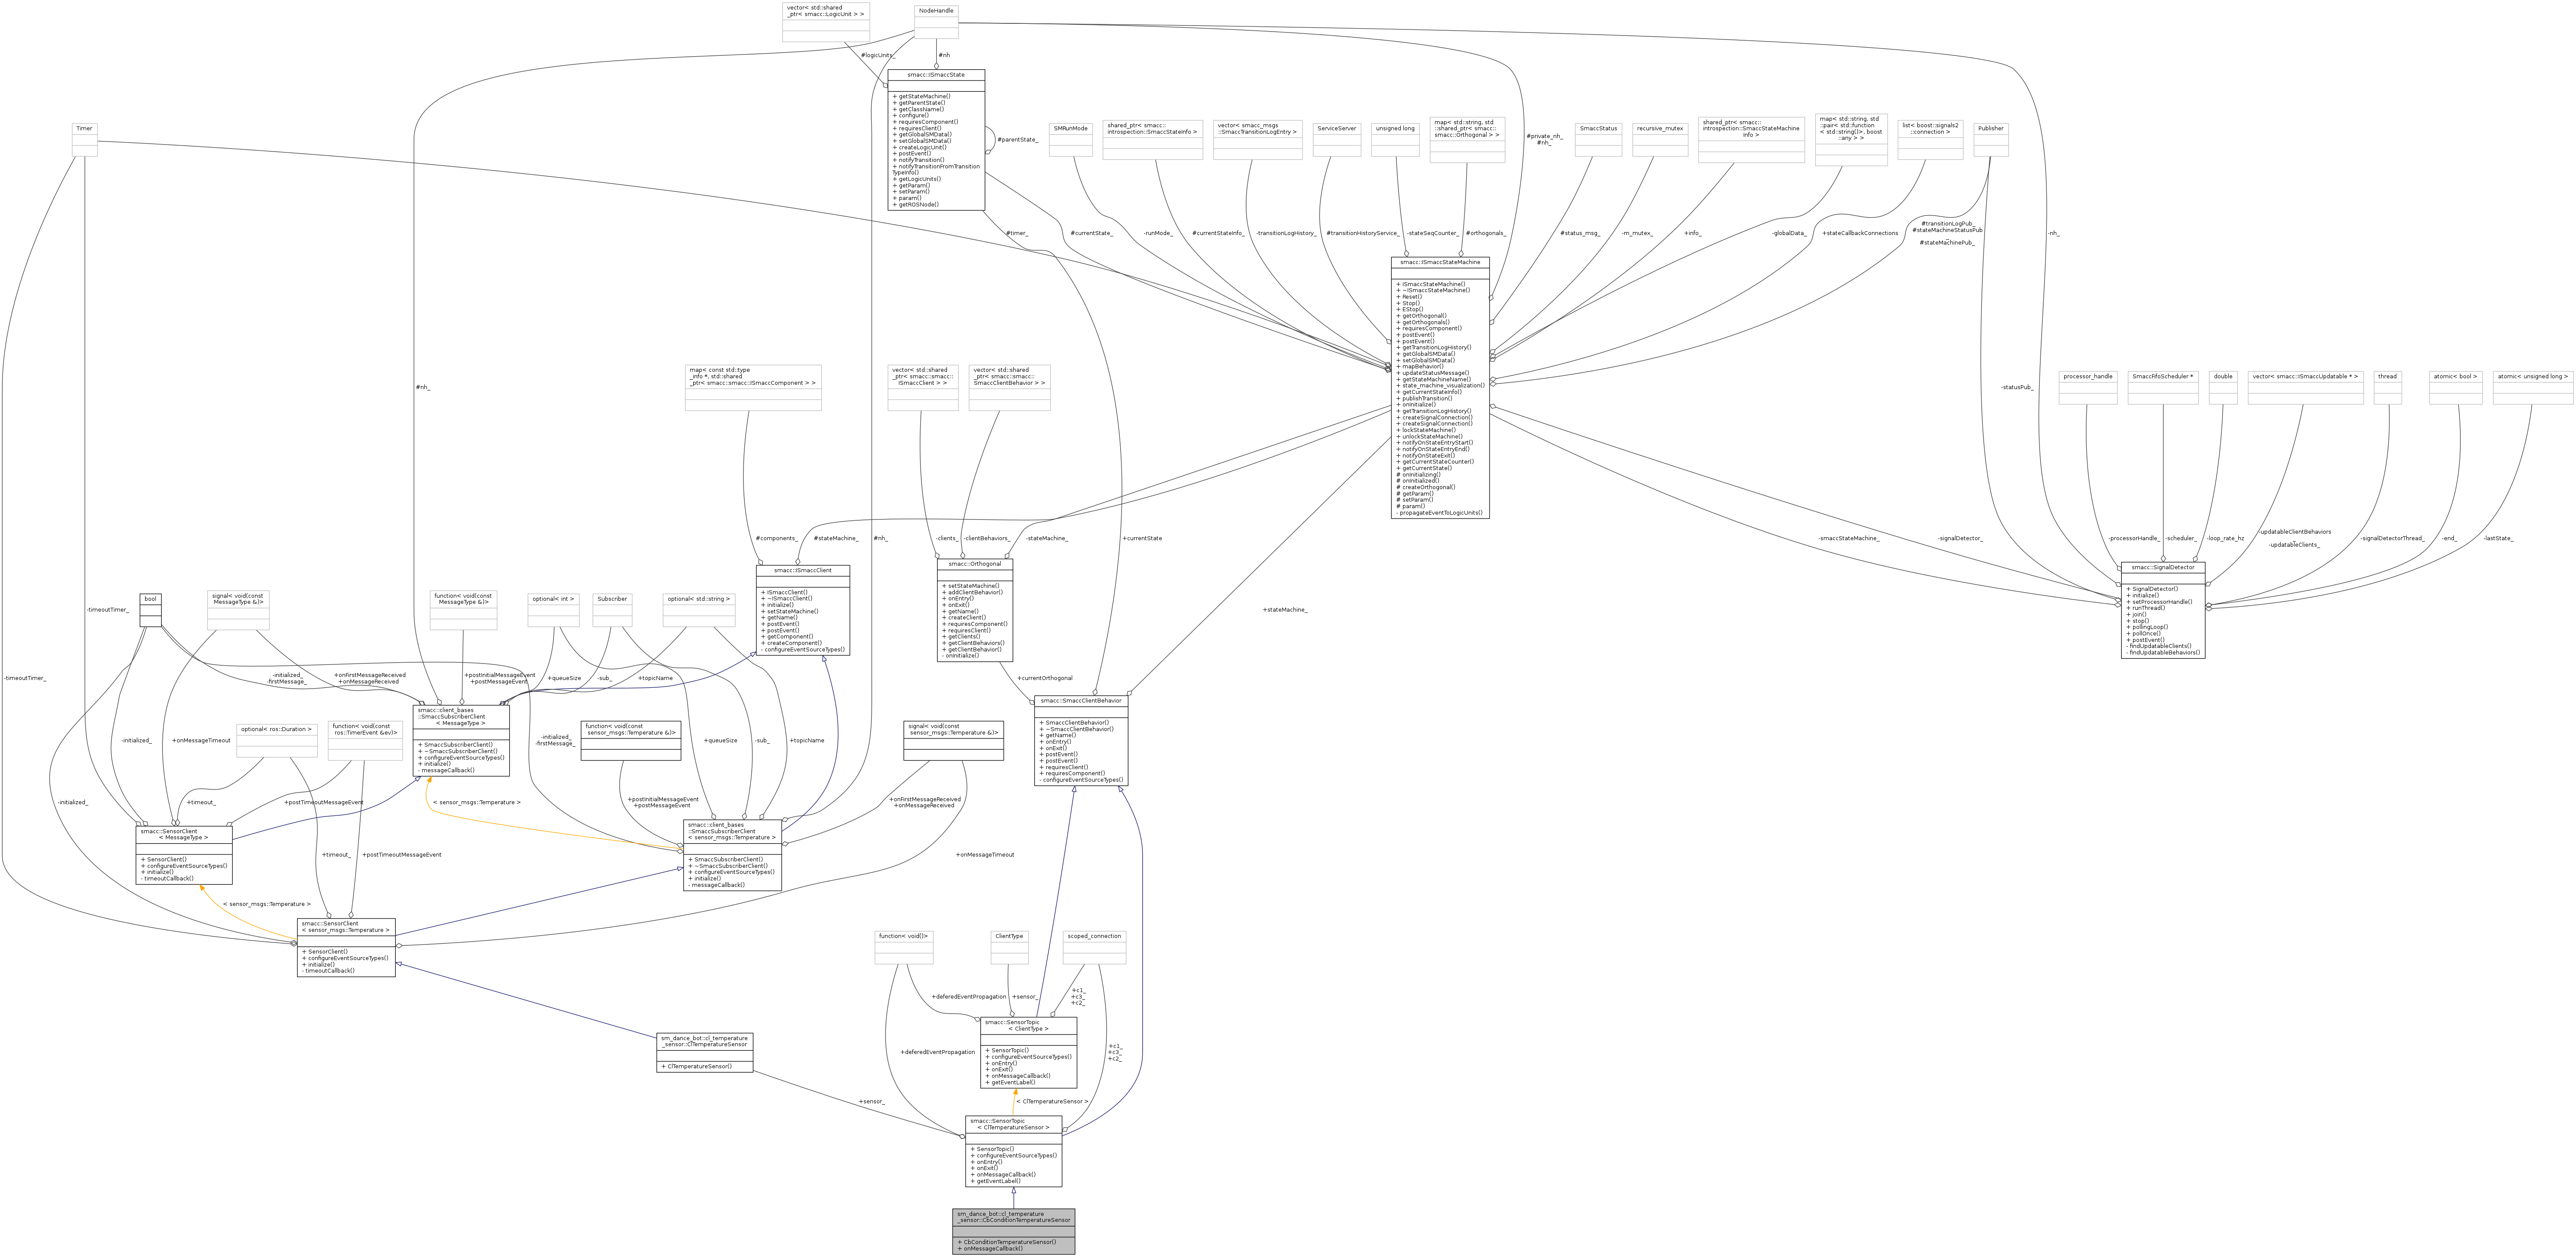 vector< std::shared
_ptr< smacc::LogicUnit > >
NodeHandle
#logicUnits_
#nh
smacc::ISmaccState
+ getStateMachine()
+ getParentState()
+ getClassName()
+ configure()
+ requiresComponent()
+ requiresClient()
+ getGlobalSMData()
+ setGlobalSMData()
+ createLogicUnit()
+ postEvent()
+ notifyTransition()
+ notifyTransitionFromTransition
TypeInfo()
+ getLogicUnits()
+ getParam()
+ setParam()
+ param()
+ getROSNode()
#parentState_
Timer
SMRunMode
shared_ptr< smacc::
introspection::SmaccStateInfo >
vector< smacc_msgs
::SmaccTransitionLogEntry >
ServiceServer
unsigned long
map< std::string, std
::shared_ptr< smacc::
smacc::Orthogonal > >
#private_nh_
#nh_
SmaccStatus
recursive_mutex
shared_ptr< smacc::
introspection::SmaccStateMachine
Info >
map< std::string, std
::pair< std::function
< std::string()>, boost
::any > >
list< boost::signals2
::connection >
Publisher
#timer_
#currentState_
-runMode_
#currentStateInfo_
-transitionLogHistory_
#transitionHistoryService_
-stateSeqCounter_
#orthogonals_
#status_msg_
-m_mutex_
+info_
-globalData_
+stateCallbackConnections
#transitionLogPub_
#stateMachineStatusPub
_
#stateMachinePub_
-nh_
smacc::ISmaccStateMachine
+ ISmaccStateMachine()
+ ~ISmaccStateMachine()
+ Reset()
+ Stop()
+ EStop()
+ getOrthogonal()
+ getOrthogonals()
+ requiresComponent()
+ postEvent()
+ postEvent()
+ getTransitionLogHistory()
+ getGlobalSMData()
+ setGlobalSMData()
+ mapBehavior()
+ updateStatusMessage()
+ getStateMachineName()
+ state_machine_visualization()
+ getCurrentStateInfo()
+ publishTransition()
+ onInitialize()
+ getTransitionLogHistory()
+ createSignalConnection()
+ createSignalConnection()
+ lockStateMachine()
+ unlockStateMachine()
+ notifyOnStateEntryStart()
+ notifyOnStateEntryEnd()
+ notifyOnStateExit()
+ getCurrentStateCounter()
+ getCurrentState()
# onInitializing()
# onInitialized()
# createOrthogonal()
# getParam()
# setParam()
# param()
- propagateEventToLogicUnits()
#nh_
map< const std::type
_info *, std::shared
_ptr< smacc::smacc::ISmaccComponent > >
vector< std::shared
_ptr< smacc::smacc::
ISmaccClient > >
vector< std::shared
_ptr< smacc::smacc::
SmaccClientBehavior > >
-statusPub_
processor_handle
SmaccFifoScheduler *
double
vector< smacc::ISmaccUpdatable * >
thread
atomic< bool >
atomic< unsigned long >
#components_
#stateMachine_
#nh_
-clients_
-clientBehaviors_
-stateMachine_
+currentState
-smaccStateMachine_
-signalDetector_
-processorHandle_
-scheduler_
-loop_rate_hz
-updatableClientBehaviors
_
-updatableClients_
-signalDetectorThread_
-end_
-lastState_
smacc::SignalDetector
+ SignalDetector()
+ initialize()
+ setProcessorHandle()
+ runThread()
+ join()
+ stop()
+ pollingLoop()
+ pollOnce()
+ postEvent()
- findUpdatableClients()
- findUpdatableBehaviors()
smacc::ISmaccClient
+ ISmaccClient()
+ ~ISmaccClient()
+ initialize()
+ setStateMachine()
+ getName()
+ postEvent()
+ postEvent()
+ getComponent()
+ createComponent()
- configureEventSourceTypes()
smacc::Orthogonal
+ setStateMachine()
+ addClientBehavior()
+ onEntry()
+ onExit()
+ getName()
+ createClient()
+ requiresComponent()
+ requiresClient()
+ getClients()
+ getClientBehaviors()
+ getClientBehavior()
- onInitialize()
+stateMachine_
-timeoutTimer_
bool
signal< void(const
MessageType &)>
function< void(const
MessageType &)>
optional< int >
Subscriber
optional< std::string >
-timeoutTimer_
-initialized_
-firstMessage_
+onFirstMessageReceived
+onMessageReceived
+postInitialMessageEvent
+postMessageEvent
+queueSize
-sub_
+topicName
+currentOrthogonal
smacc::client_bases
::SmaccSubscriberClient
< MessageType >
+ SmaccSubscriberClient()
+ ~SmaccSubscriberClient()
+ configureEventSourceTypes()
+ initialize()
- messageCallback()
smacc::SmaccClientBehavior
+ SmaccClientBehavior()
+ ~SmaccClientBehavior()
+ getName()
+ onEntry()
+ onExit()
+ postEvent()
+ postEvent()
+ requiresClient()
+ requiresComponent()
- configureEventSourceTypes()
-initialized_
+onMessageTimeout
optional< ros::Duration >
function< void(const
ros::TimerEvent &ev)>
-initialized_
-firstMessage_
function< void(const
sensor_msgs::Temperature &)>
+queueSize
-sub_
+topicName
signal< void(const
sensor_msgs::Temperature &)>
-initialized_
+timeout_
+postTimeoutMessageEvent
< sensor_msgs::Temperature >
+postInitialMessageEvent
+postMessageEvent
+onFirstMessageReceived
+onMessageReceived
smacc::SensorClient
< MessageType >
+ SensorClient()
+ configureEventSourceTypes()
+ initialize()
- timeoutCallback()
+timeout_
+postTimeoutMessageEvent
smacc::client_bases
::SmaccSubscriberClient
< sensor_msgs::Temperature >
+ SmaccSubscriberClient()
+ ~SmaccSubscriberClient()
+ configureEventSourceTypes()
+ initialize()
- messageCallback()
+onMessageTimeout
< sensor_msgs::Temperature >
smacc::SensorClient
< sensor_msgs::Temperature >
+ SensorClient()
+ configureEventSourceTypes()
+ initialize()
- timeoutCallback()
function< void()>
ClientType
scoped_connection
+deferedEventPropagation
+sensor_
+c1_
+c3_
+c2_
smacc::SensorTopic
< ClientType >
+ SensorTopic()
+ configureEventSourceTypes()
+ onEntry()
+ onExit()
+ onMessageCallback()
+ getEventLabel()
sm_dance_bot::cl_temperature
_sensor::ClTemperatureSensor
+ ClTemperatureSensor()
+deferedEventPropagation
+c1_
+c3_
+c2_
+sensor_
< ClTemperatureSensor >
smacc::SensorTopic
< ClTemperatureSensor >
+ SensorTopic()
+ configureEventSourceTypes()
+ onEntry()
+ onExit()
+ onMessageCallback()
+ getEventLabel()
sm_dance_bot::cl_temperature
_sensor::CbConditionTemperatureSensor
+ CbConditionTemperatureSensor()
+ onMessageCallback()